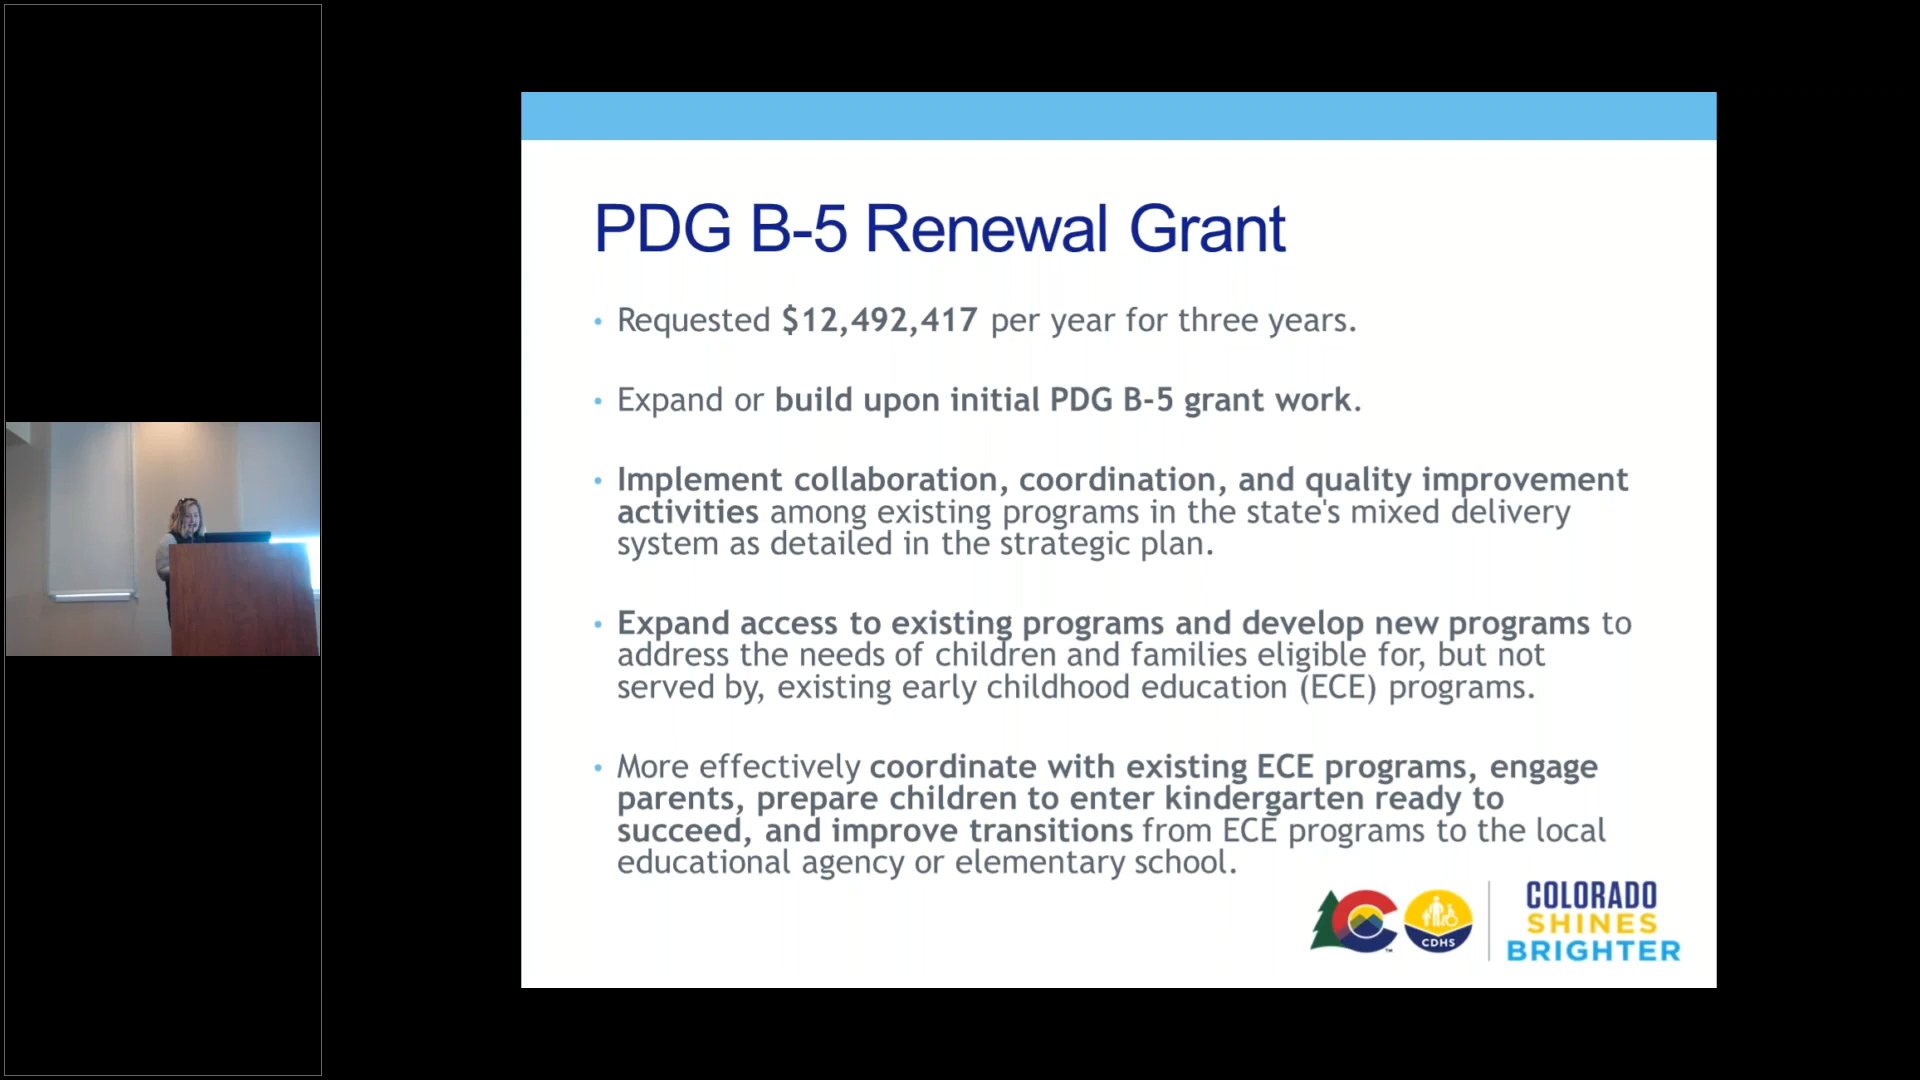 PDG B-5 Renewal Grant
• Requested $12,492,417 per year for three years.
• Expand or build upon initial PDG B-5 grant work.
• Implement collaboration, coordination, and quality improvement
activities among existing programs in the state's mixed delivery
system as detailed in the strategic plan.
• Expand access to existing programs and develop new programs to
address the needs of children and families eligible for, but not
served by, existing early childhood education (ECE) programs.
• More effectively coordinate with existing ECE programs, engage
parents, prepare children to enter kindergarten ready to
succeed, and improve transitions from ECE programs to the local
educational agency or elementary school.
CDHS
COLORADO
SHINES
BRIGHTER